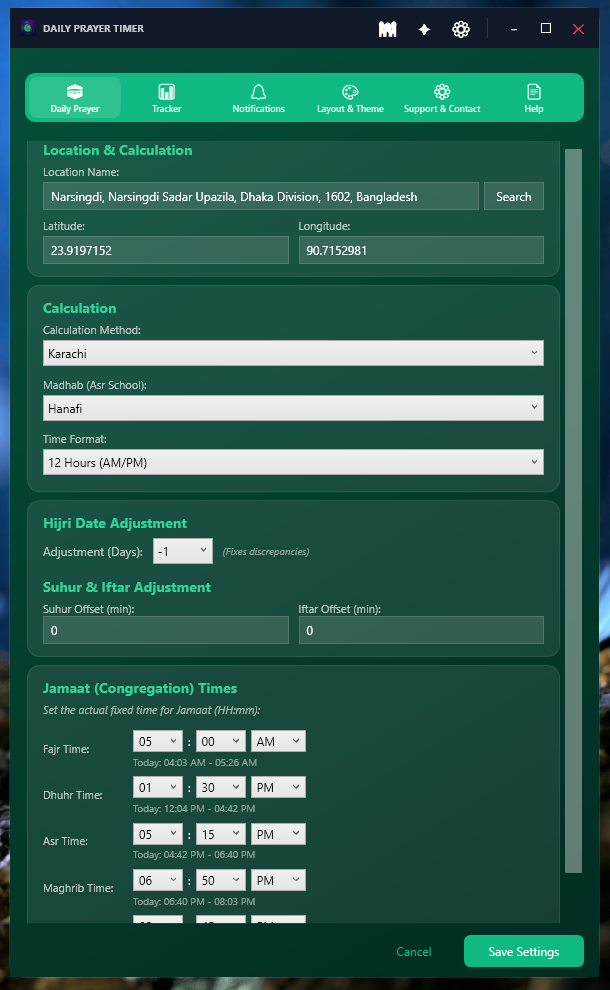 DAILY PRAYER TIMER
Daily Prayer
Tracker
Notifications
Layout & Theme
Support & Contact
Help
Location & Calculation
Location Name:
Narsingdi, Narsingdi Sadar Upazila, Dhaka Division, 1602, Bangladesh
Search
Latitude: Longitude:
23.9197152 90.7152981
Calculation
Calculation Method:
Karachi
Madhab (Asr School):
Hanafi
Time Format:
12 Hours (AM/PM)
Hijri Date Adjustment
Adjustment (Days): -1 (Fixes discrepancies)
Suhur & Iftar Adjustment
Suhur Offset (min): Iftar Offset (min):
0 0
Jamaat (Congregation) Times
Set the actual fixed time for Jamaat (HH:mm):
Fajr Time: 05 : 00 AM
Today: 04:03 AM - 05:26 AM
Dhuhr Time: 01 : 30 PM
Today: 12:04 PM - 04:42 PM
Asr Time: 05 : 15 PM
Today: 04:42 PM - 06:40 PM
Maghrib Time: 06 : 50 PM
Today: 06:40 PM - 08:03 PM
Cancel Save Settings